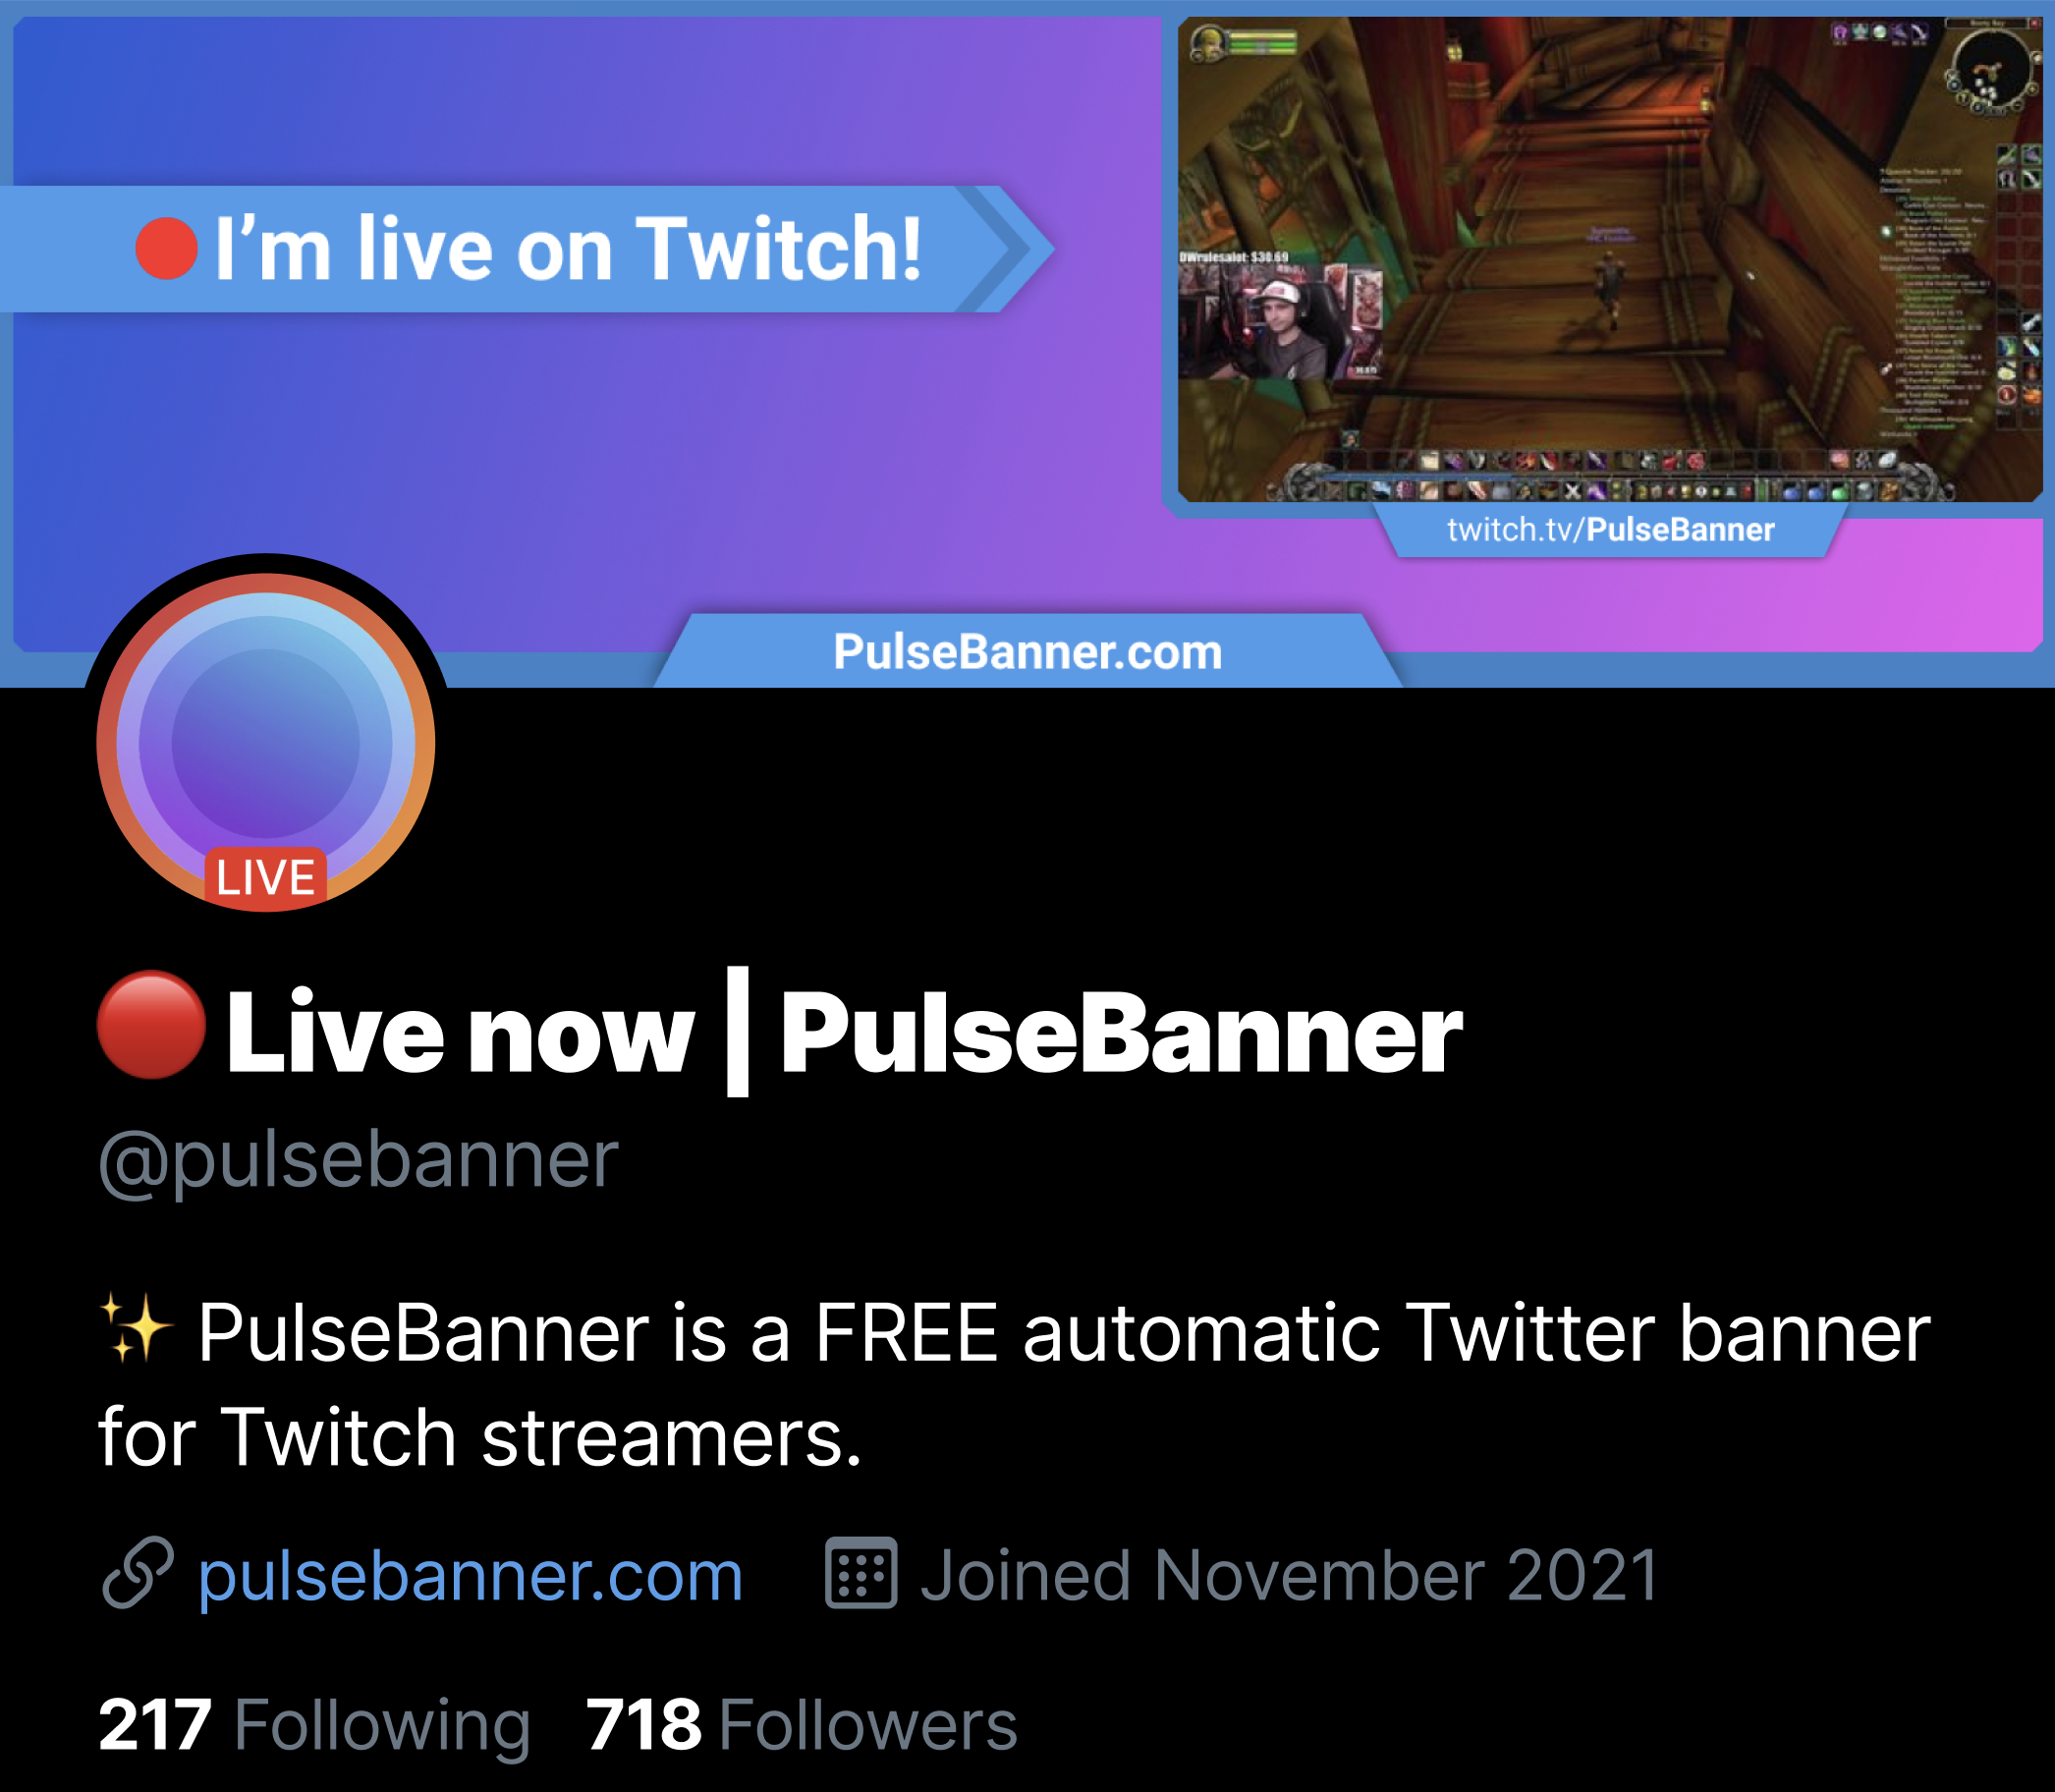 I’m live on Twitch!
DWrulesalot: $30.69
twitch.tv/PulseBanner
PulseBanner.com
LIVE
🔴 Live now | PulseBanner
@pulsebanner
✨ PulseBanner is a FREE automatic Twitter banner
for Twitch streamers.
pulsebanner.com Joined November 2021
217 Following 718 Followers